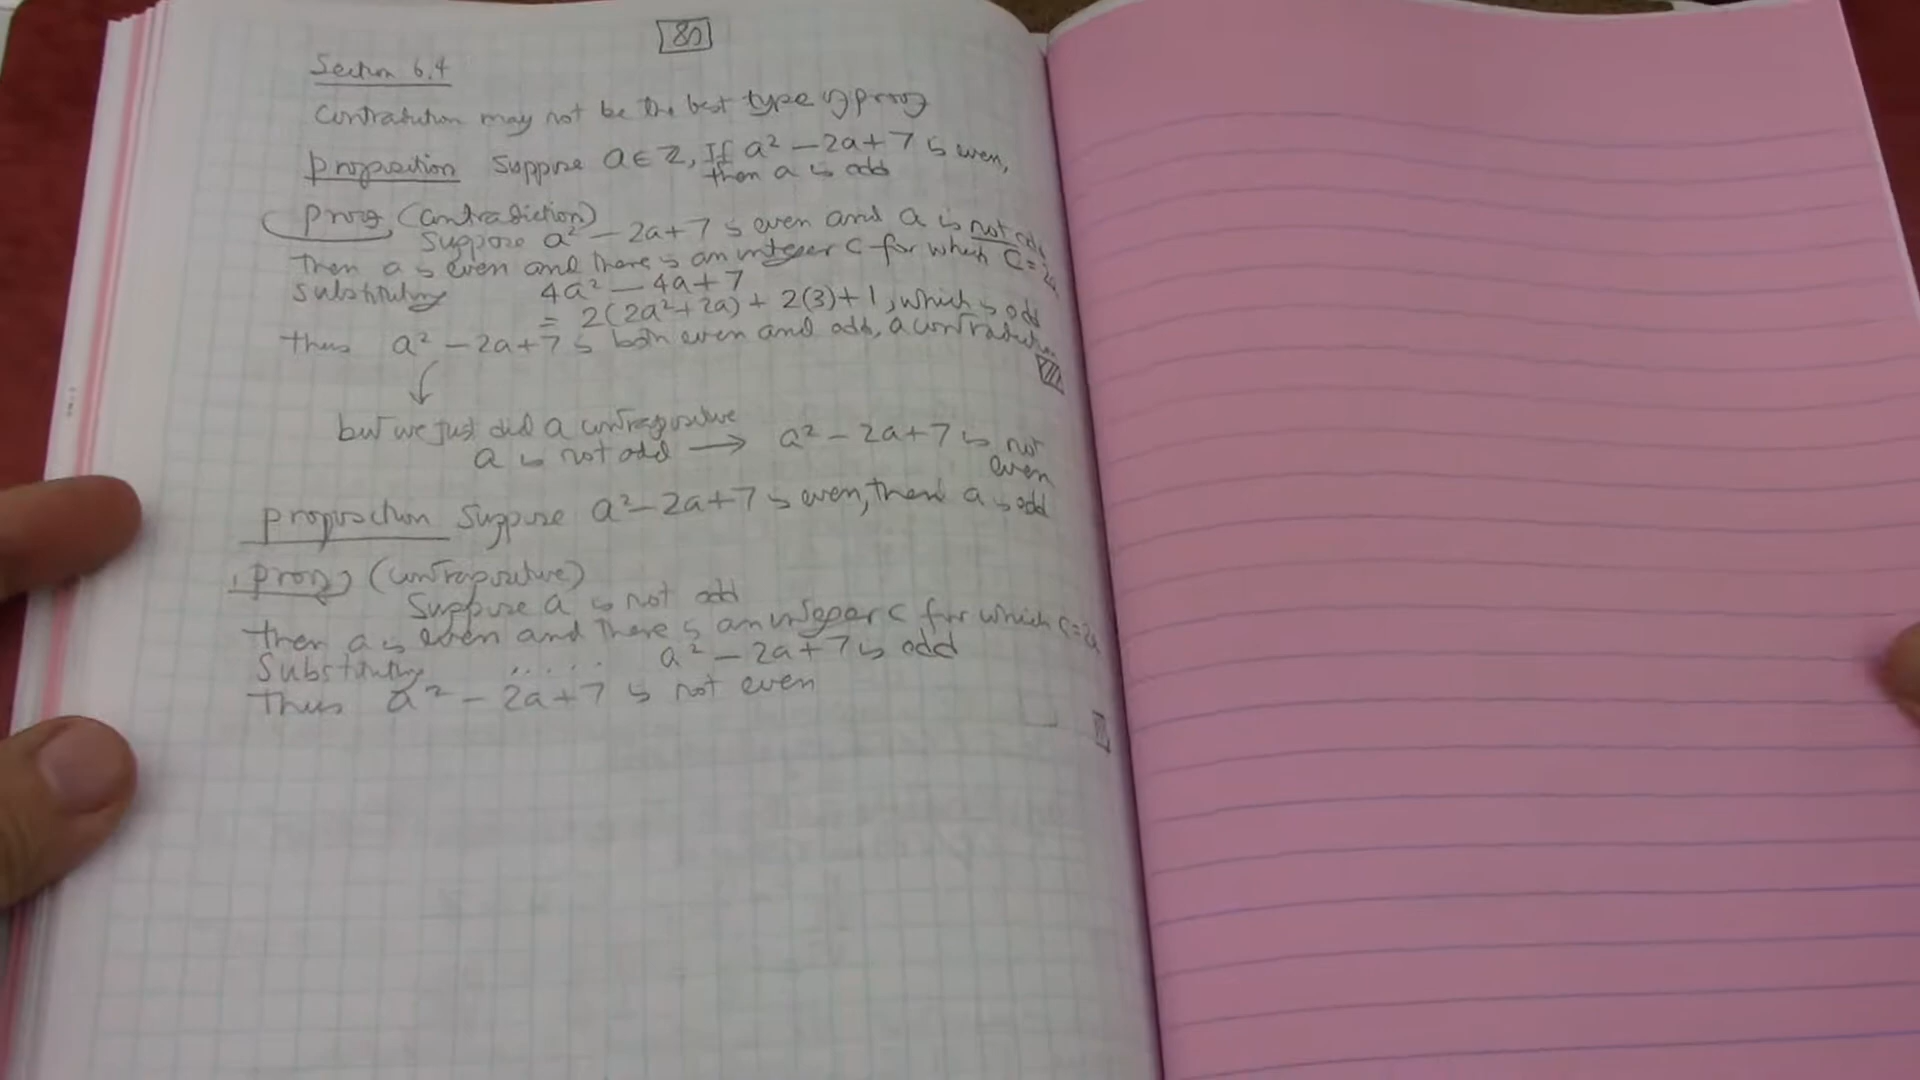 80
Section 6.4
Contradiction may not be the best type of proof
Proposition Suppose a ∈ Z, If a² - 2a + 7 is even,
then a is odd
Proof (contradiction)
Suppose a² - 2a + 7 is even and a is not odd
Then a is even and there is an integer c for which c = 2a
substituting 4a² - 4a + 7
= 2(2a² + 2a) + 2(3) + 1, which is odd
Thus a² - 2a + 7 is both even and odd, a contradiction
but we just did a contrapositive
a is not odd → a² - 2a + 7 is not
even
Proposition Suppose a² - 2a + 7 is even, then a is odd
Proof (contrapositive)
Suppose a is not odd
Then a is even and there is an integer c for which c = 2a
Substituting ..... a² - 2a + 7 is odd
Thus a² - 2a + 7 is not even